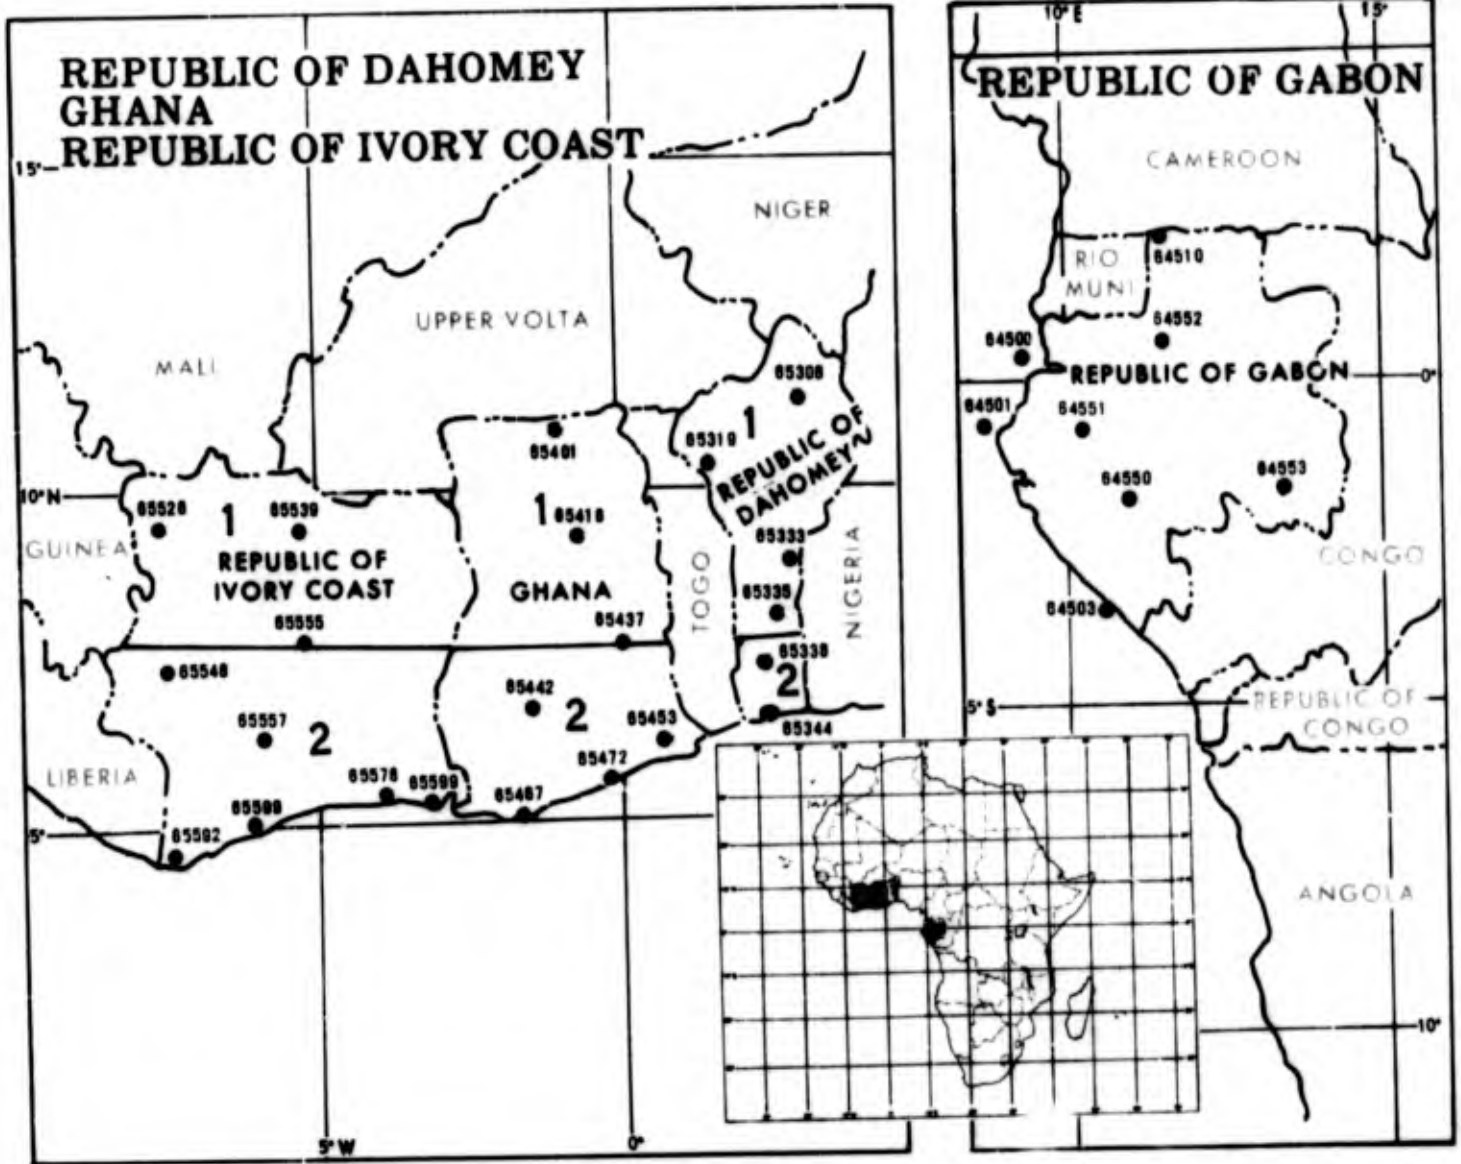 REPUBLIC OF DAHOMEY
GHANA
REPUBLIC OF IVORY COAST
15°
NIGER
UPPER VOLTA
MALI
65308
1
65319
REPUBLIC OF
DAHOMEY
65401
10° N
65528
1
65539
1
65418
GUINEA
REPUBLIC OF
IVORY COAST
GHANA
TOGO
65333
NIGERIA
65335
65555
65437
65338
65548
65442
2
65557
2
2
65453
65344
LIBERIA
65472
65578
65599
65467
65599
5°
65592
5° W
0°
10° E
15°
REPUBLIC OF GABON
CAMEROON
RIO
MUNI
64510
64552
64500
REPUBLIC OF GABON
0°
64501
64551
64550
64553
CONGO
64503
5° S
REPUBLIC OF
CONGO
ANGOLA
10°